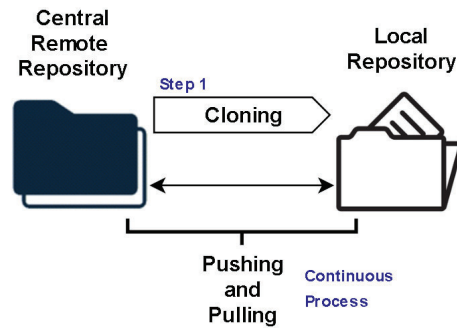 Central
Remote
Repository
Local
Repository
Step 1
Cloning
Pushing
and
Pulling
Continuous
Process